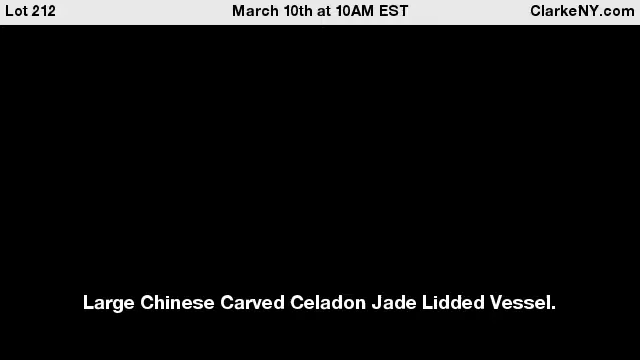 Lot 212 March 10th at 10AM EST ClarkeNY.com
Large Chinese Carved Celadon Jade Lidded Vessel.